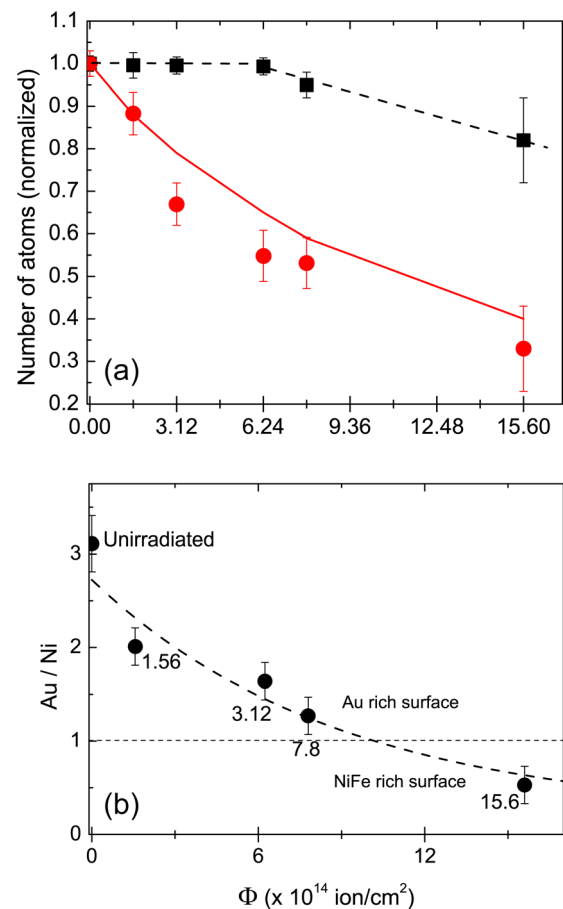 1.1
1.0
0.9
0.8
0.7
0.6
0.5
0.4
0.3
0.2
Number of atoms (normalized)
(a)
0.00 3.12 6.24 9.36 12.48 15.60
3
2
1
0
Au / Ni
Unirradiated
1.56
3.12
7.8
15.6
Au rich surface
NiFe rich surface
(b)
0 6 12
Φ (x 10¹⁴ ion/cm²)